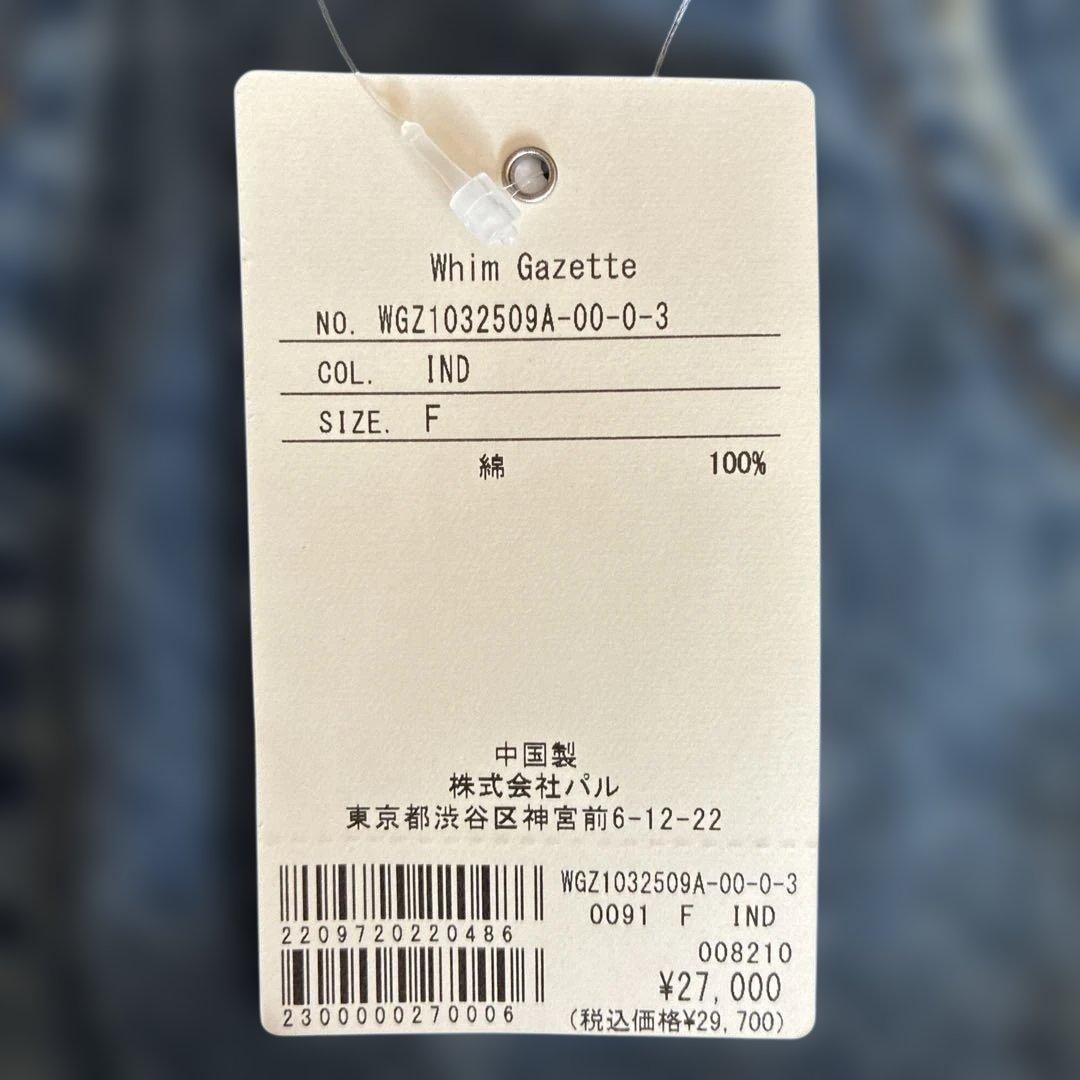 Whim Gazette
NO. WGZ1032509A-00-0-3
COL. IND
SIZE. F
綿 100%
中国製
株式会社パル
東京都渋谷区神宮前6-12-22
2209720220486
2300000270006
WGZ1032509A-00-0-3
0091 F IND
008210
¥27,000
(税込価格¥29,700)